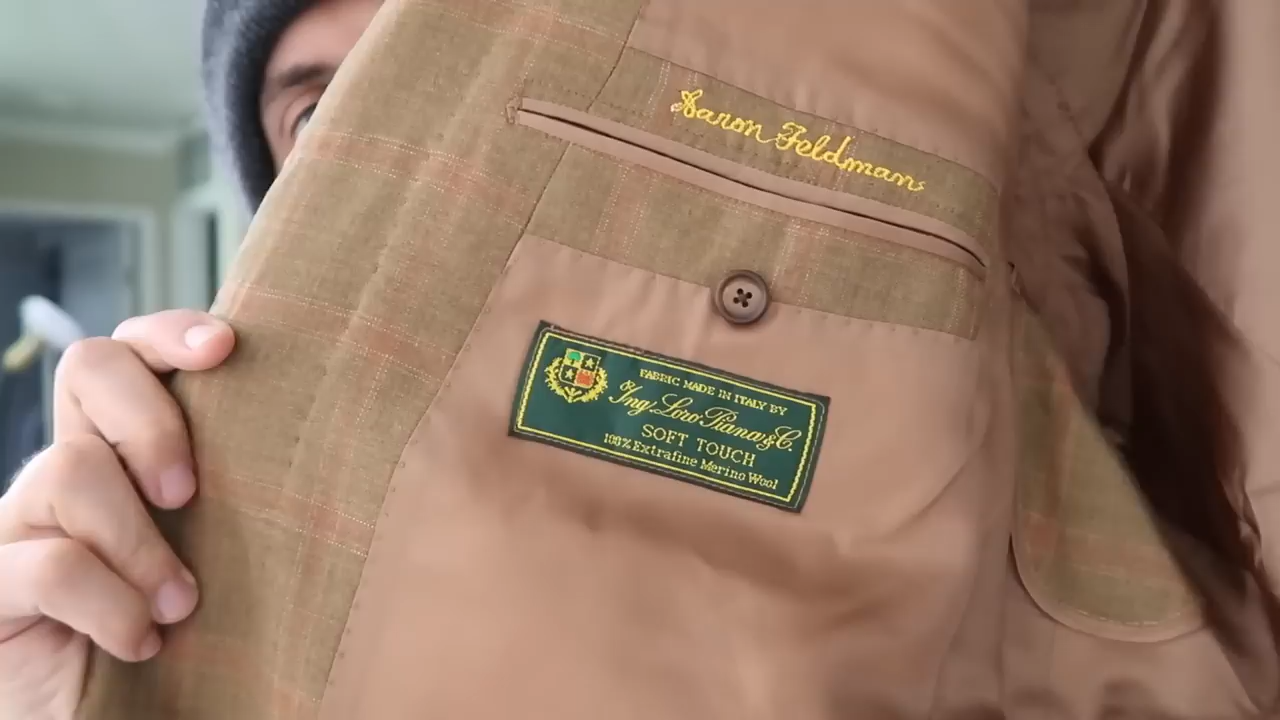 Aaron Feldman
FABRIC MADE IN ITALY BY
Ing. Loro Piana & C.
SOFT TOUCH
100% Extrafine Merino Wool